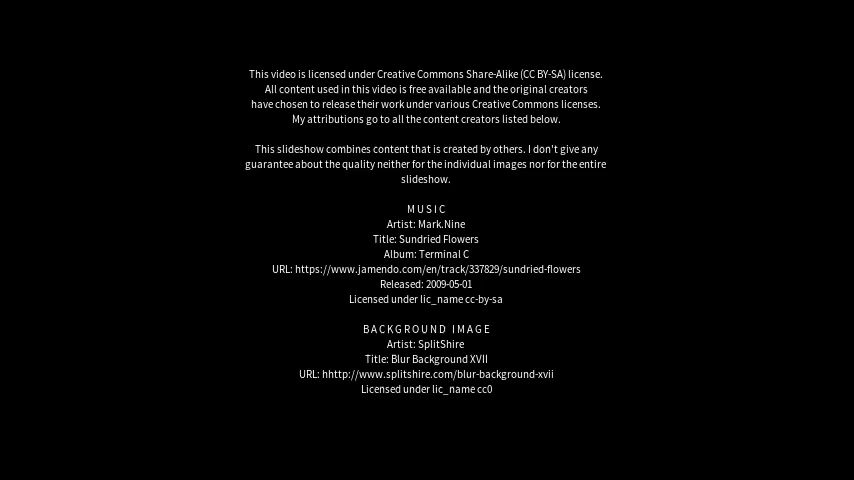 This video is licensed under Creative Commons Share-Alike (CC BY-SA) license.
All content used in this video is free available and the original creators
have chosen to release their work under various Creative Commons licenses.
My attributions go to all the content creators listed below.
This slideshow combines content that is created by others. I don't give any
guarantee about the quality neither for the individual images nor for the entire
slideshow.
MUSIC
Artist: Mark.Nine
Title: Sundried Flowers
Album: Terminal C
URL: https://www.jamendo.com/en/track/337829/sundried-flowers
Released: 2009-05-01
Licensed under lic_name cc-by-sa
BACKGROUND IMAGE
Artist: SplitShire
Title: Blur Background XVII
URL: hhttp://www.splitshire.com/blur-background-xvii
Licensed under lic_name cc0